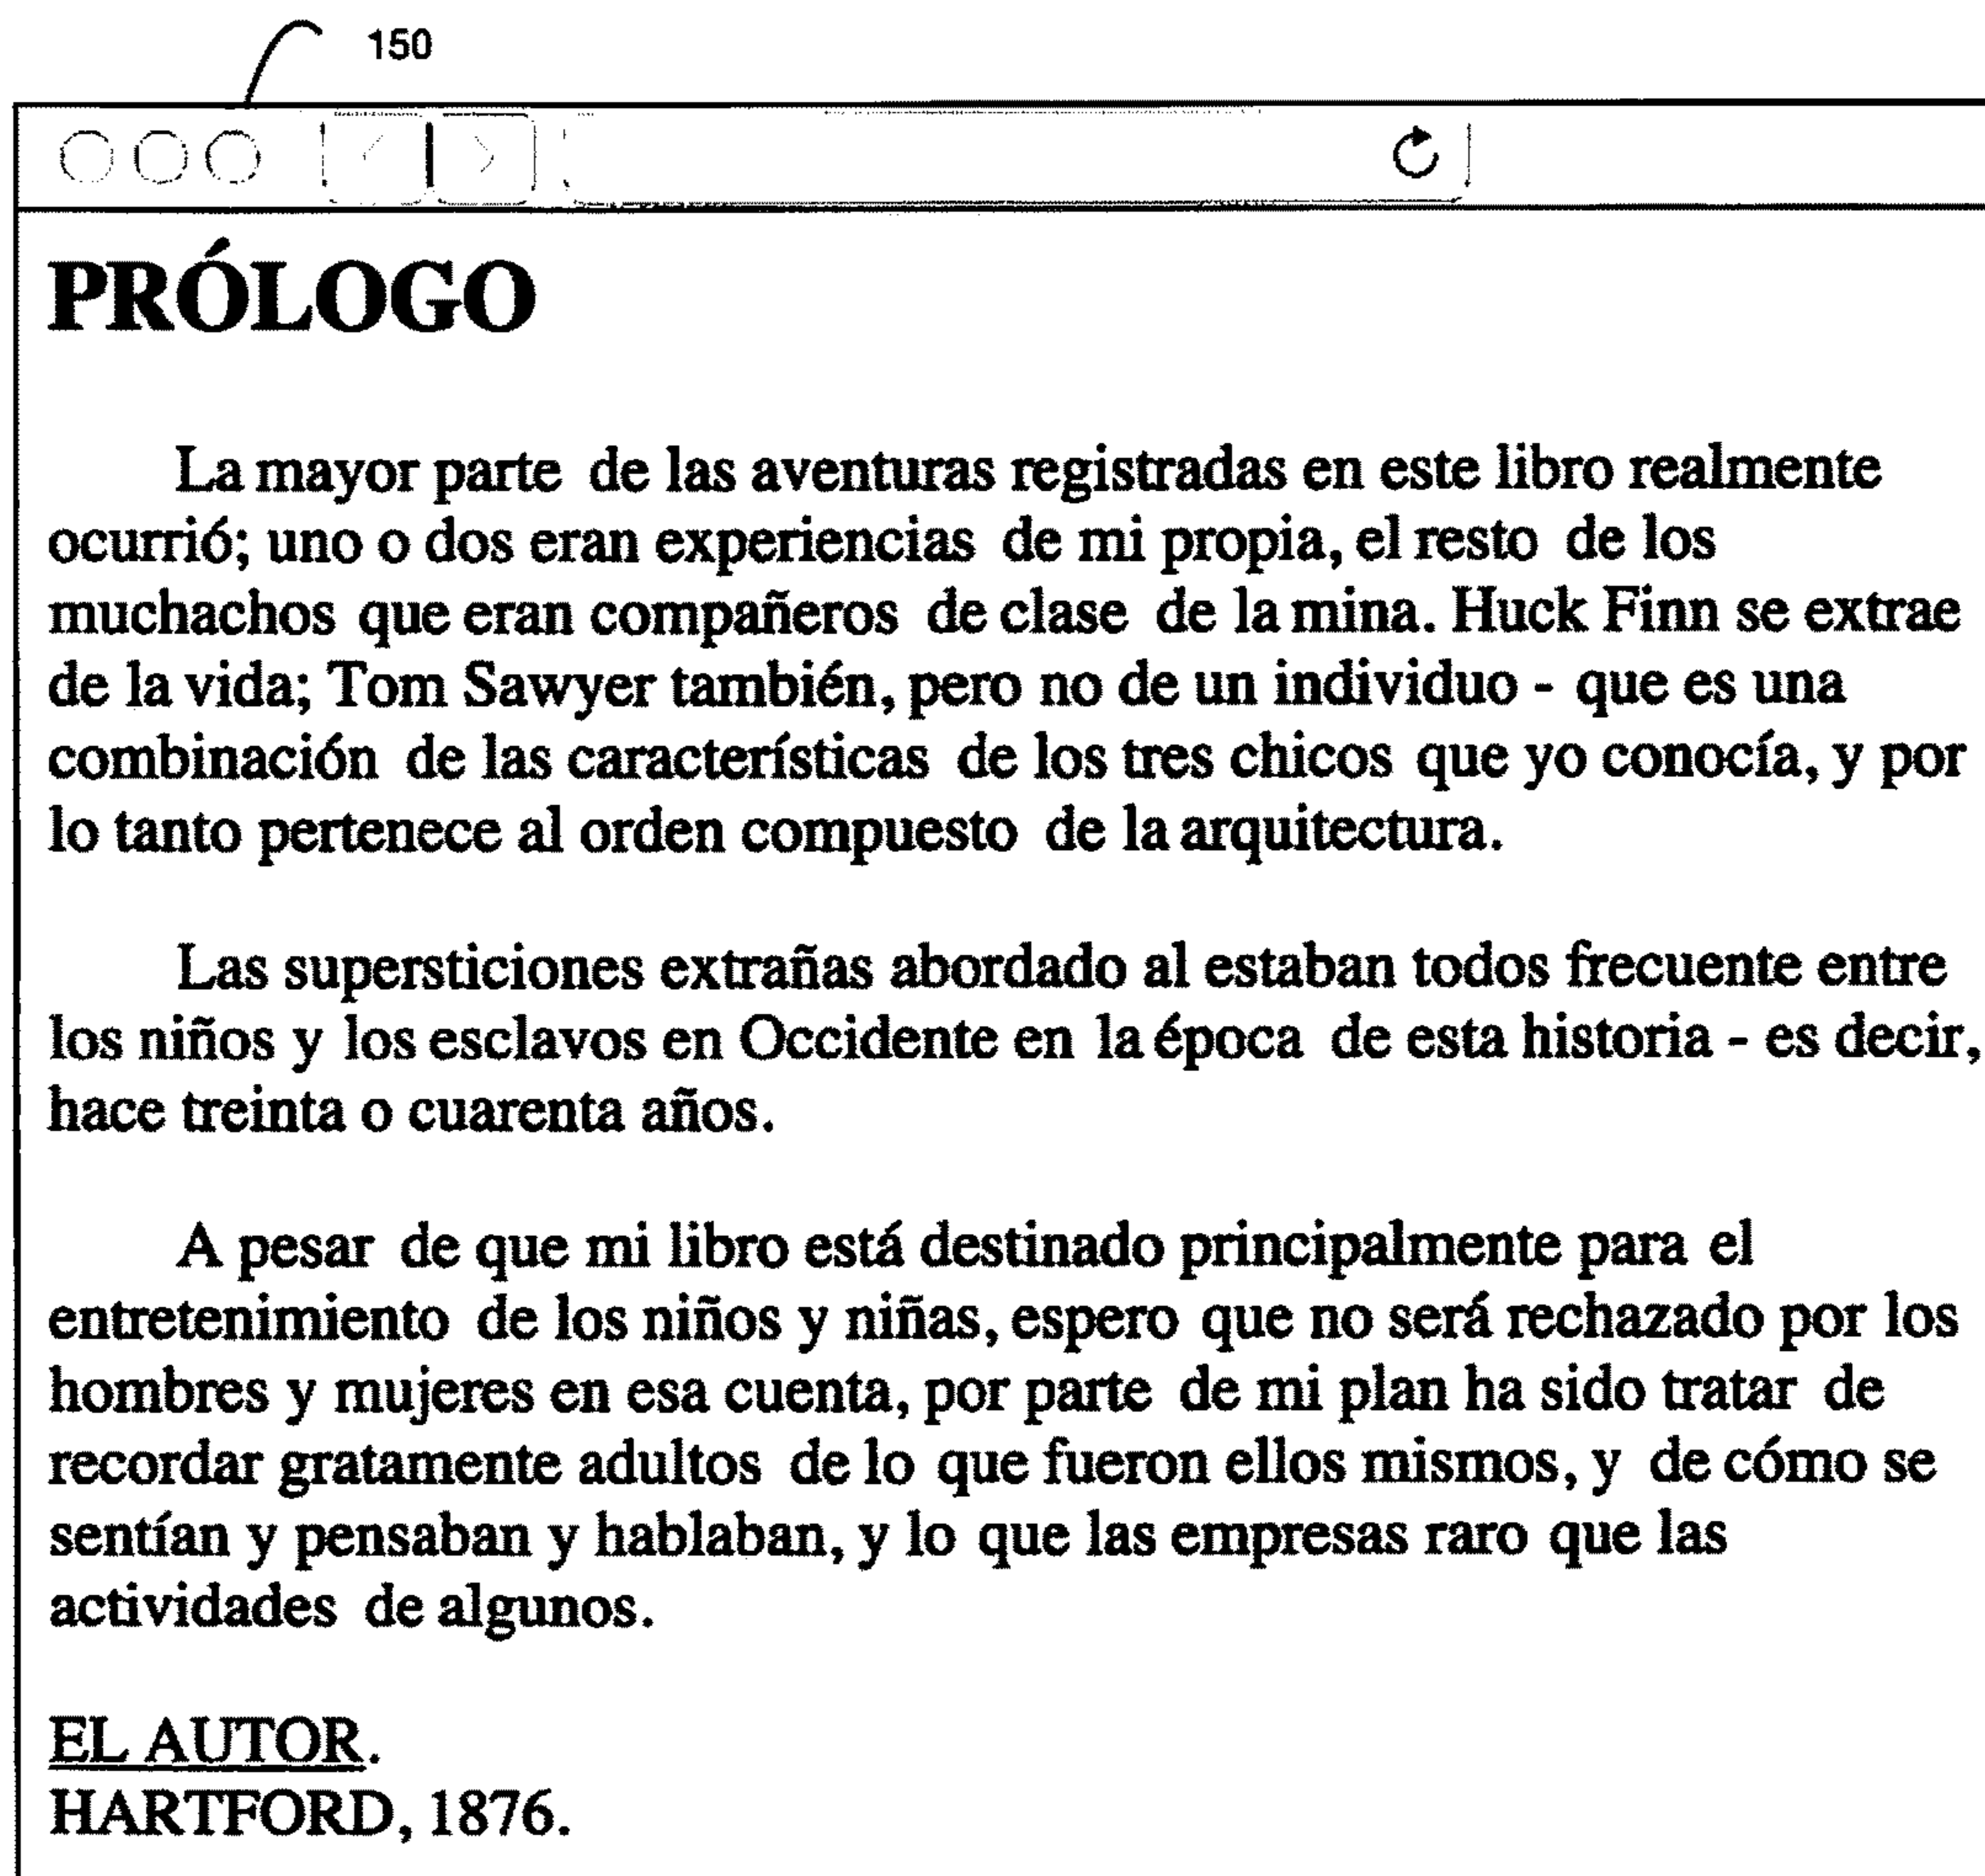 150
PRÓLOGO
La mayor parte de las aventuras registradas en este libro realmente
ocurrió; uno o dos eran experiencias de mi propia, el resto de los
muchachos que eran compañeros de clase de la mina. Huck Finn se extrae
de la vida; Tom Sawyer también, pero no de un individuo - que es una
combinación de las características de los tres chicos que yo conocía, y por
lo tanto pertenece al orden compuesto de la arquitectura.
Las supersticiones extrañas abordado al estaban todos frecuente entre
los niños y los esclavos en Occidente en la época de esta historia - es decir,
hace treinta o cuarenta años.
A pesar de que mi libro está destinado principalmente para el
entretenimiento de los niños y niñas, espero que no será rechazado por los
hombres y mujeres en esa cuenta, por parte de mi plan ha sido tratar de
recordar gratamente adultos de lo que fueron ellos mismos, y de cómo se
sentían y pensaban y hablaban, y lo que las empresas raro que las
actividades de algunos.
EL AUTOR.
HARTFORD, 1876.